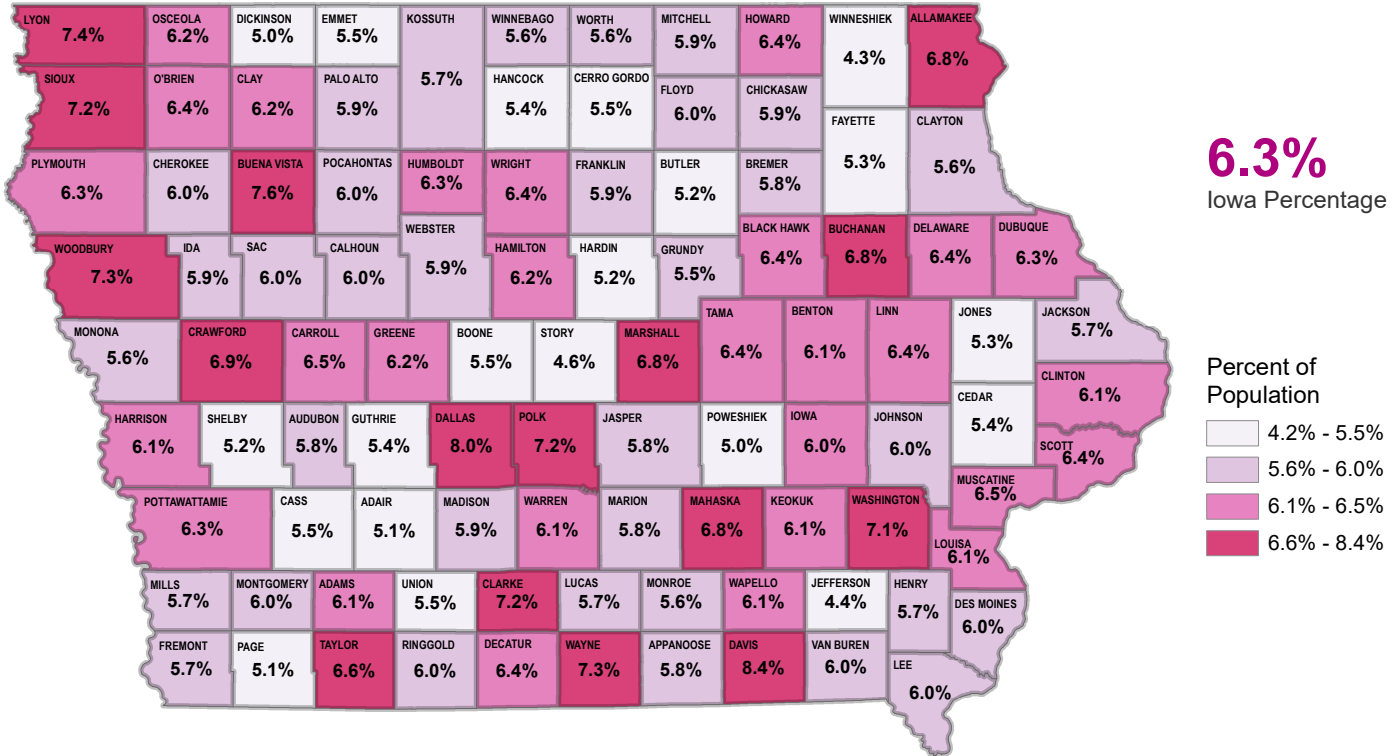 LYON
7.4%
OSCEOLA
6.2%
DICKINSON
5.0%
EMMET
5.5%
KOSSUTH
5.7%
WINNEBAGO
5.6%
WORTH
5.6%
MITCHELL
5.9%
HOWARD
6.4%
WINNESHIEK
4.3%
ALLAMAKEE
6.8%
SIOUX
7.2%
O'BRIEN
6.4%
CLAY
6.2%
PALO ALTO
5.9%
HANCOCK
5.4%
CERRO GORDO
5.5%
FLOYD
6.0%
CHICKASAW
5.9%
FAYETTE
5.3%
CLAYTON
5.6%
PLYMOUTH
6.3%
CHEROKEE
6.0%
BUENA VISTA
7.6%
POCAHONTAS
6.0%
HUMBOLDT
6.3%
WRIGHT
6.4%
FRANKLIN
5.9%
BUTLER
5.2%
BREMER
5.8%
WOODBURY
7.3%
IDA
5.9%
SAC
6.0%
CALHOUN
6.0%
WEBSTER
5.9%
HAMILTON
6.2%
HARDIN
5.2%
GRUNDY
5.5%
BLACK HAWK
6.4%
BUCHANAN
6.8%
DELAWARE
6.4%
DUBUQUE
6.3%
MONONA
5.6%
CRAWFORD
6.9%
CARROLL
6.5%
GREENE
6.2%
BOONE
5.5%
STORY
4.6%
MARSHALL
6.8%
TAMA
6.4%
BENTON
6.1%
LINN
6.4%
JONES
5.3%
JACKSON
5.7%
CLINTON
6.1%
CEDAR
5.4%
SCOTT
6.4%
HARRISON
6.1%
SHELBY
5.2%
AUDUBON
5.8%
GUTHRIE
5.4%
DALLAS
8.0%
POLK
7.2%
JASPER
5.8%
POWESHIEK
5.0%
IOWA
6.0%
JOHNSON
6.0%
MUSCATINE
6.5%
POTTAWATTAMIE
6.3%
CASS
5.5%
ADAIR
5.1%
MADISON
5.9%
WARREN
6.1%
MARION
5.8%
MAHASKA
6.8%
KEOKUK
6.1%
WASHINGTON
7.1%
LOUISA
6.1%
MILLS
5.7%
MONTGOMERY
6.0%
ADAMS
6.1%
UNION
5.5%
CLARKE
7.2%
LUCAS
5.7%
MONROE
5.6%
WAPELLO
6.1%
JEFFERSON
4.4%
HENRY
5.7%
DES MOINES
6.0%
FREMONT
5.7%
PAGE
5.1%
TAYLOR
6.6%
RINGGOLD
6.0%
DECATUR
6.4%
WAYNE
7.3%
APPANOOSE
5.8%
DAVIS
8.4%
VAN BUREN
6.0%
LEE
6.0%
6.3%
Iowa Percentage
Percent of
Population
4.2% - 5.5%
5.6% - 6.0%
6.1% - 6.5%
6.6% - 8.4%